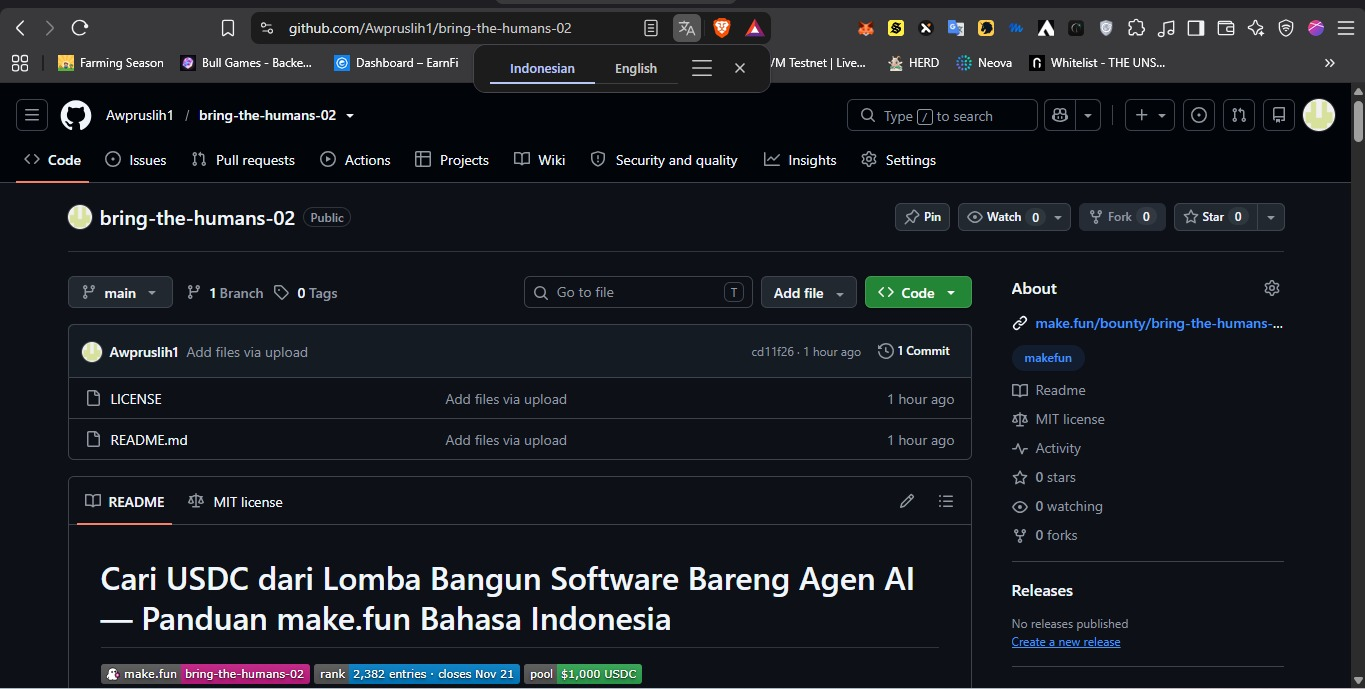 github.com/Awpruslih1/bring-the-humans-02
Farming Season
Bull Games - Backe...
Dashboard – EarnFi
/M Testnet | Live...
HERD
Neova
Whitelist - THE UNS...
Indonesian
English
Awpruslih1 / bring-the-humans-02
Type / to search
Code
Issues
Pull requests
Actions
Projects
Wiki
Security and quality
Insights
Settings
bring-the-humans-02 Public
Pin
Watch 0
Fork 0
Star 0
main
1 Branch
0 Tags
Go to file T
Add file
Code
Awpruslih1 Add files via upload cd11f26 · 1 hour ago 1 Commit
LICENSE Add files via upload 1 hour ago
README.md Add files via upload 1 hour ago
README
MIT license
Cari USDC dari Lomba Bangun Software Bareng Agen AI
— Panduan make.fun Bahasa Indonesia
make.fun bring-the-humans-02 rank 2,382 entries · closes Nov 21 pool $1,000 USDC
About
make.fun/bounty/bring-the-humans-...
makefun
Readme
MIT license
Activity
0 stars
0 watching
0 forks
Releases
No releases published
Create a new release